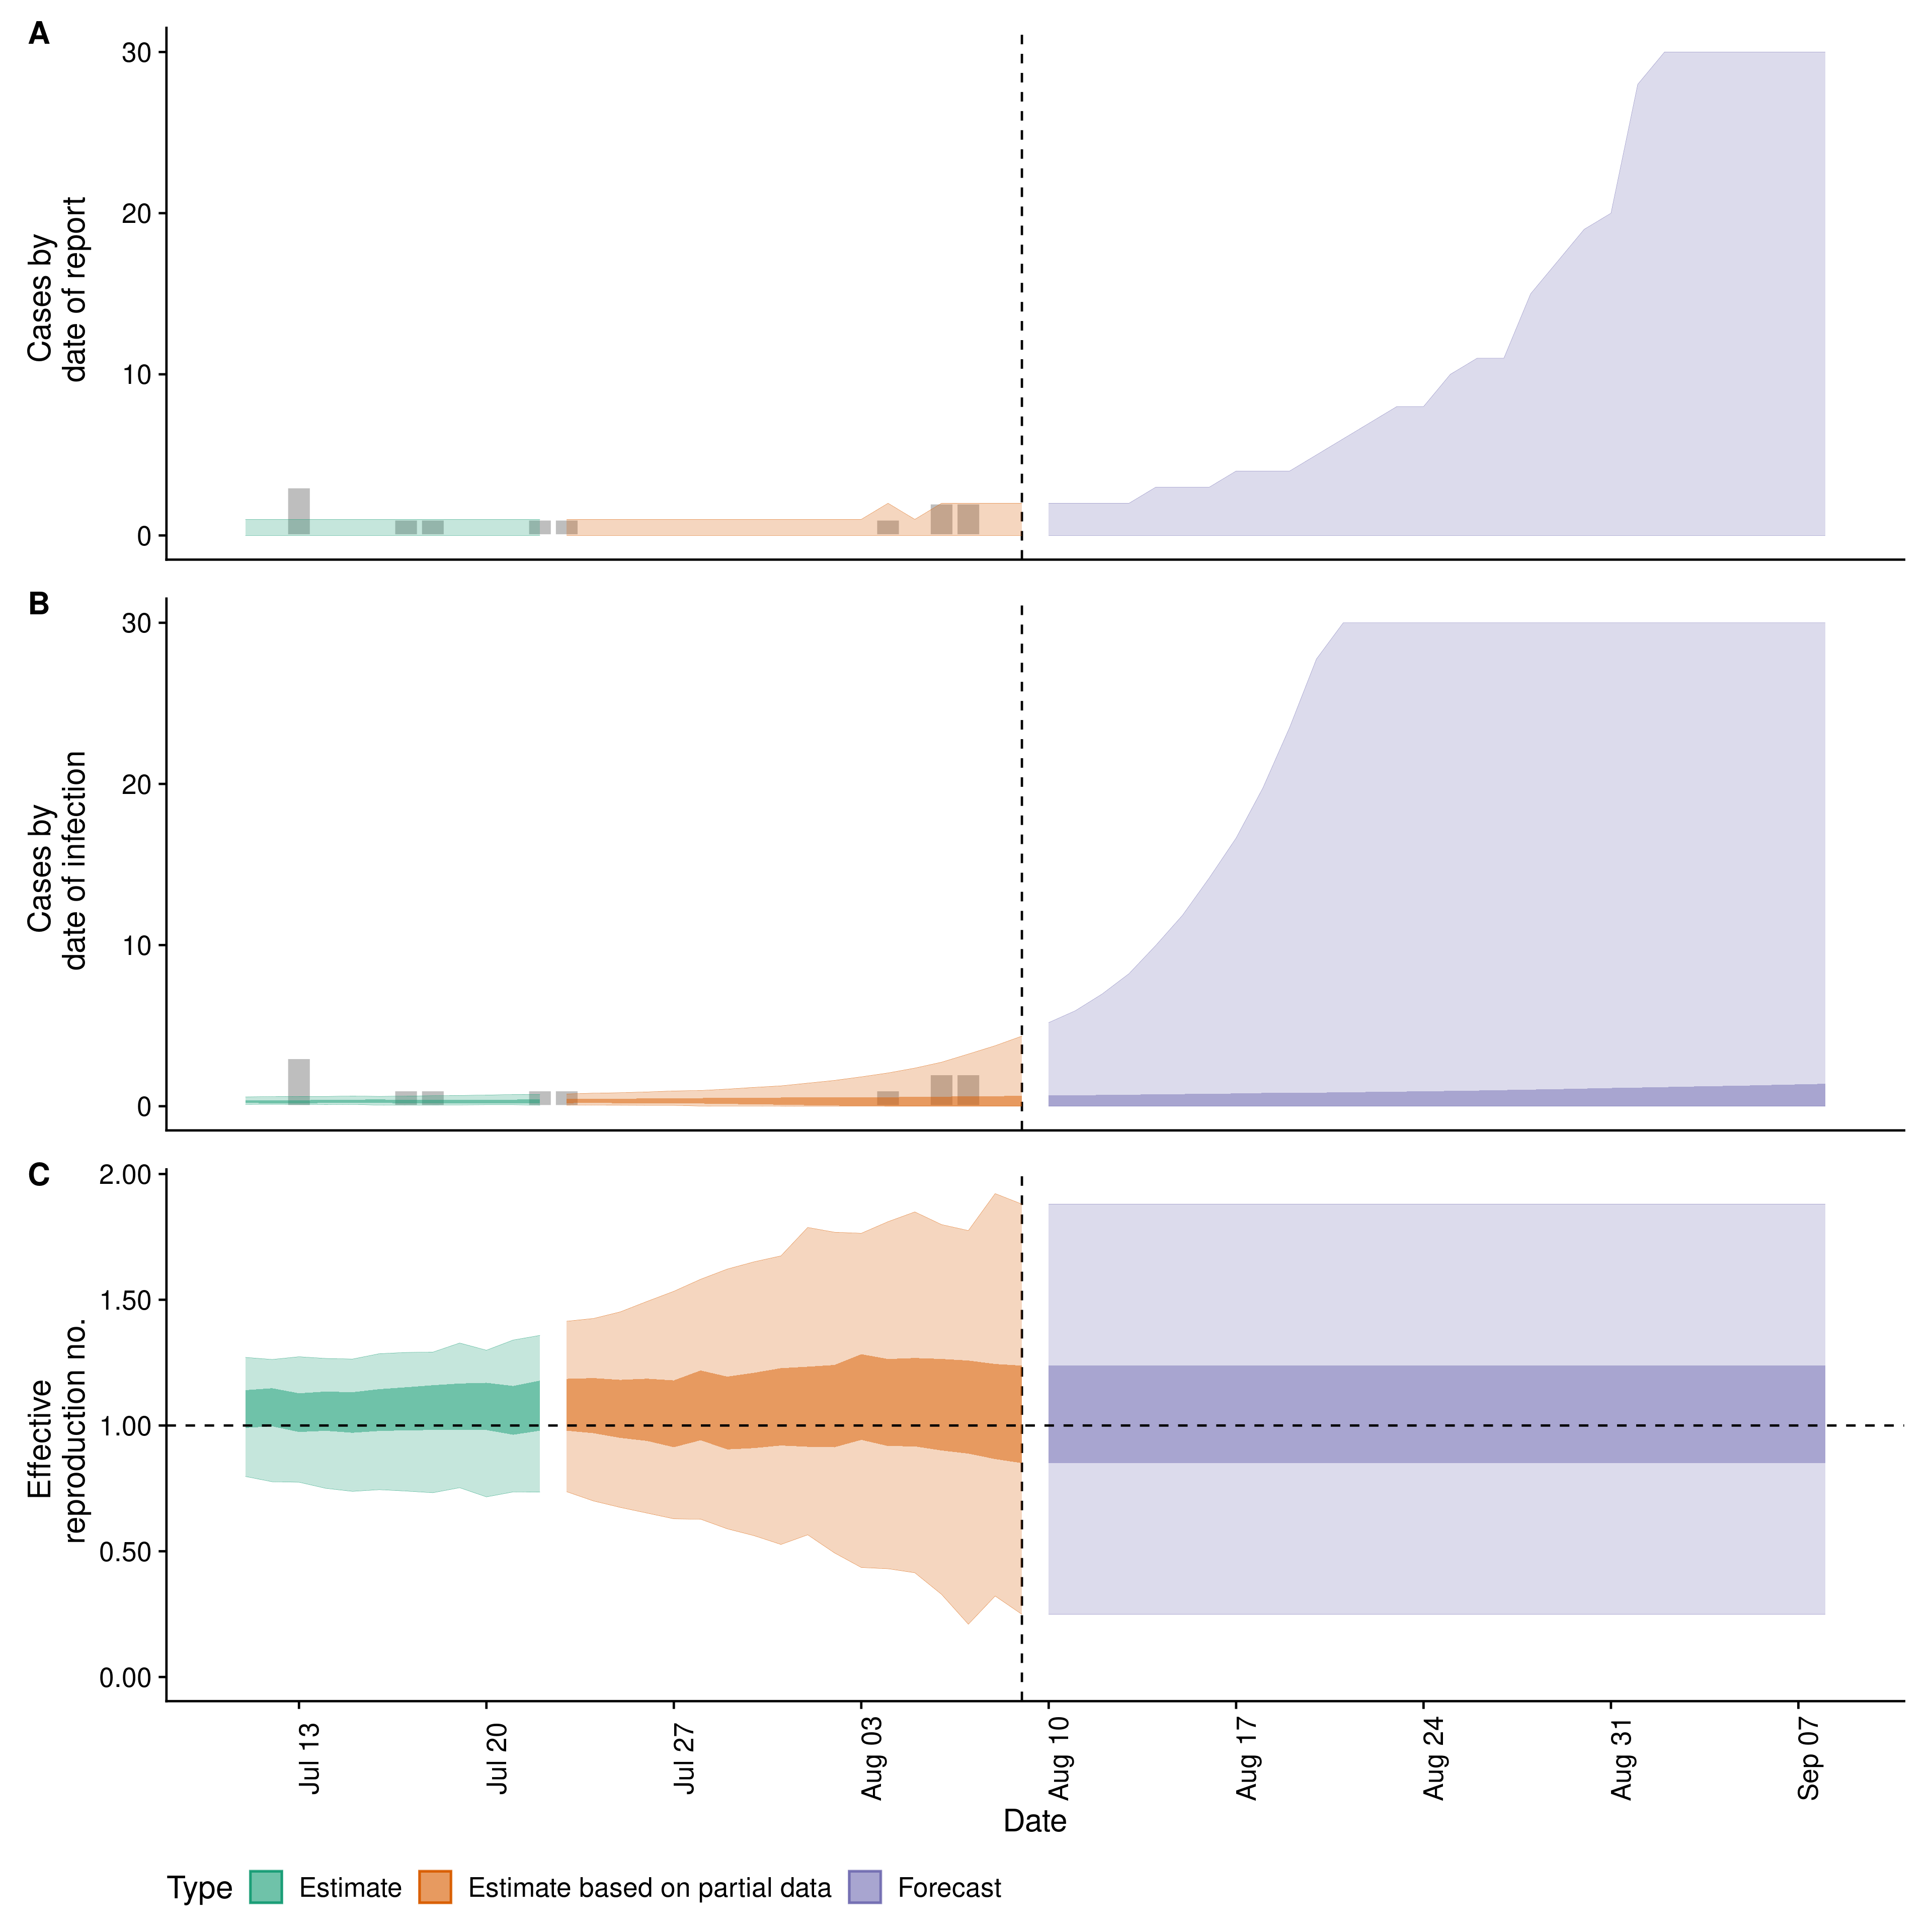 A
30
20
10
0
Cases by
date of report
B
30
20
10
0
Cases by
date of infection
C
2.00
1.50
1.00
0.50
0.00
Effective
reproduction no.
Jul 13
Jul 20
Jul 27
Aug 03
Aug 10
Aug 17
Aug 24
Aug 31
Sep 07
Date
Type Estimate Estimate based on partial data Forecast